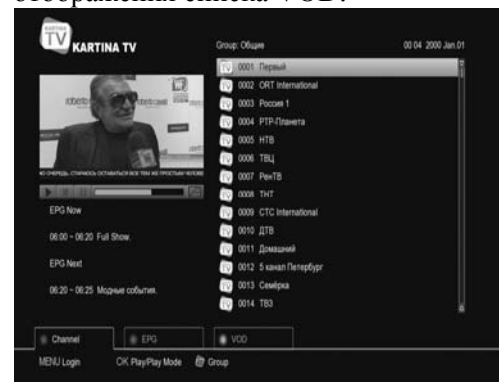 отображения списка VOD.
KARTINA
TV
KARTINA TV
Group: Общие
00 04 2000 Jan.01
0001 Первый
0002 ORT International
0003 Россия 1
0004 РТР-Планета
0005 НТВ
0006 ТВЦ
0007 РенТВ
0008 ТНТ
0009 СТС International
0010 ДТВ
0011 Домашний
0012 5 канал Петербург
0013 Семёрка
0014 ТВ3
roberto cavalli
EPG Now
06:00 ~ 06:20 Full Show.
EPG Next
06:20 ~ 06:25 Модные события.
Channel
EPG
VOD
MENU Login
OK Play/Play Mode
Group